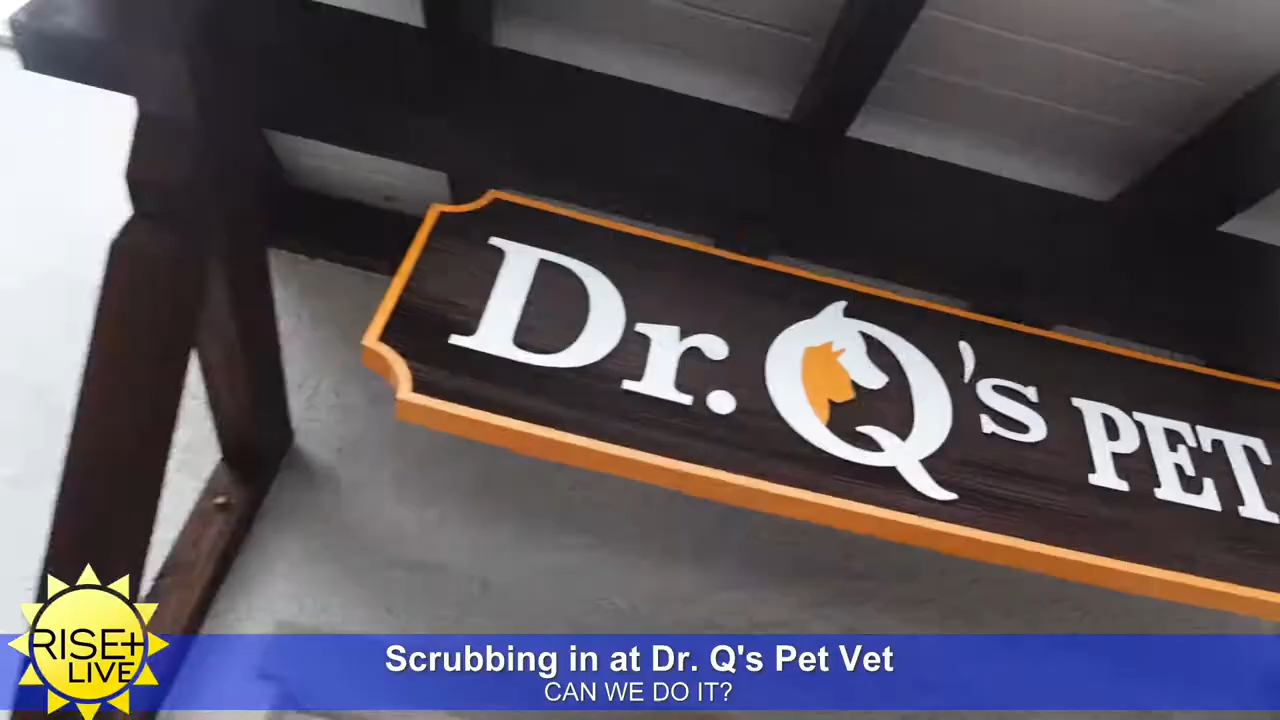 Dr. Q's PET
RISE+
LIVE
Scrubbing in at Dr. Q's Pet Vet
CAN WE DO IT?